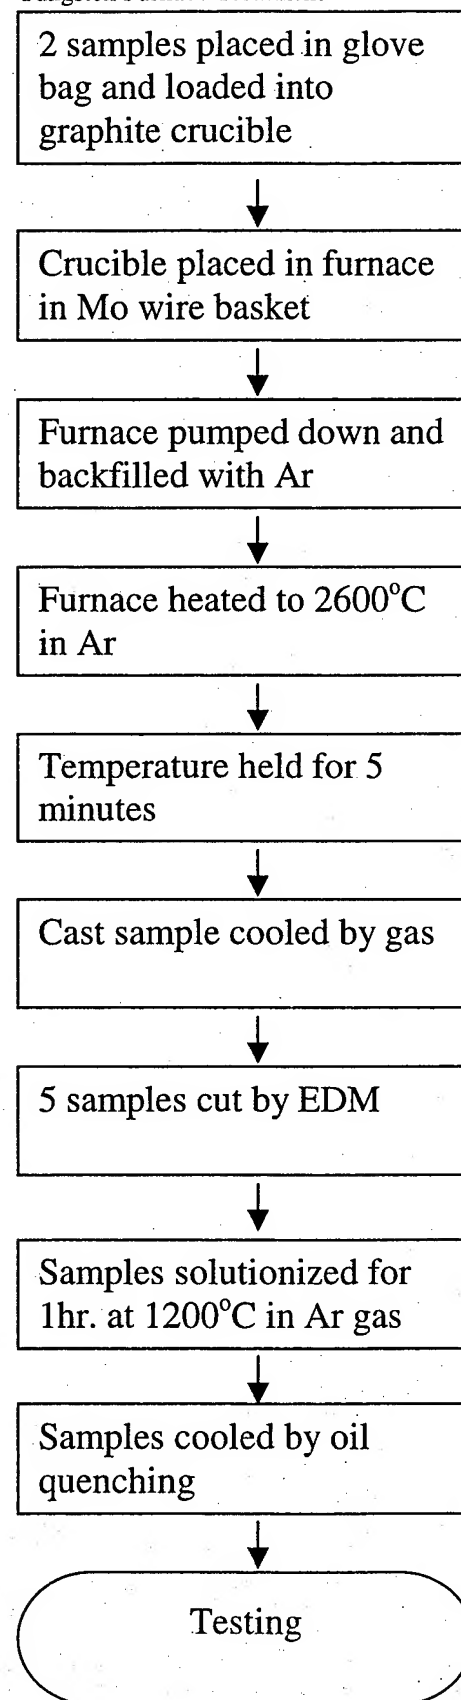 2 samples placed in glove
bag and loaded into
graphite crucible
Crucible placed in furnace
in Mo wire basket
Furnace pumped down and
backfilled with Ar
Furnace heated to 2600°C
in Ar
Temperature held for 5
minutes
Cast sample cooled by gas
5 samples cut by EDM
Samples solutionized for
1hr. at 1200°C in Ar gas
Samples cooled by oil
quenching
Testing